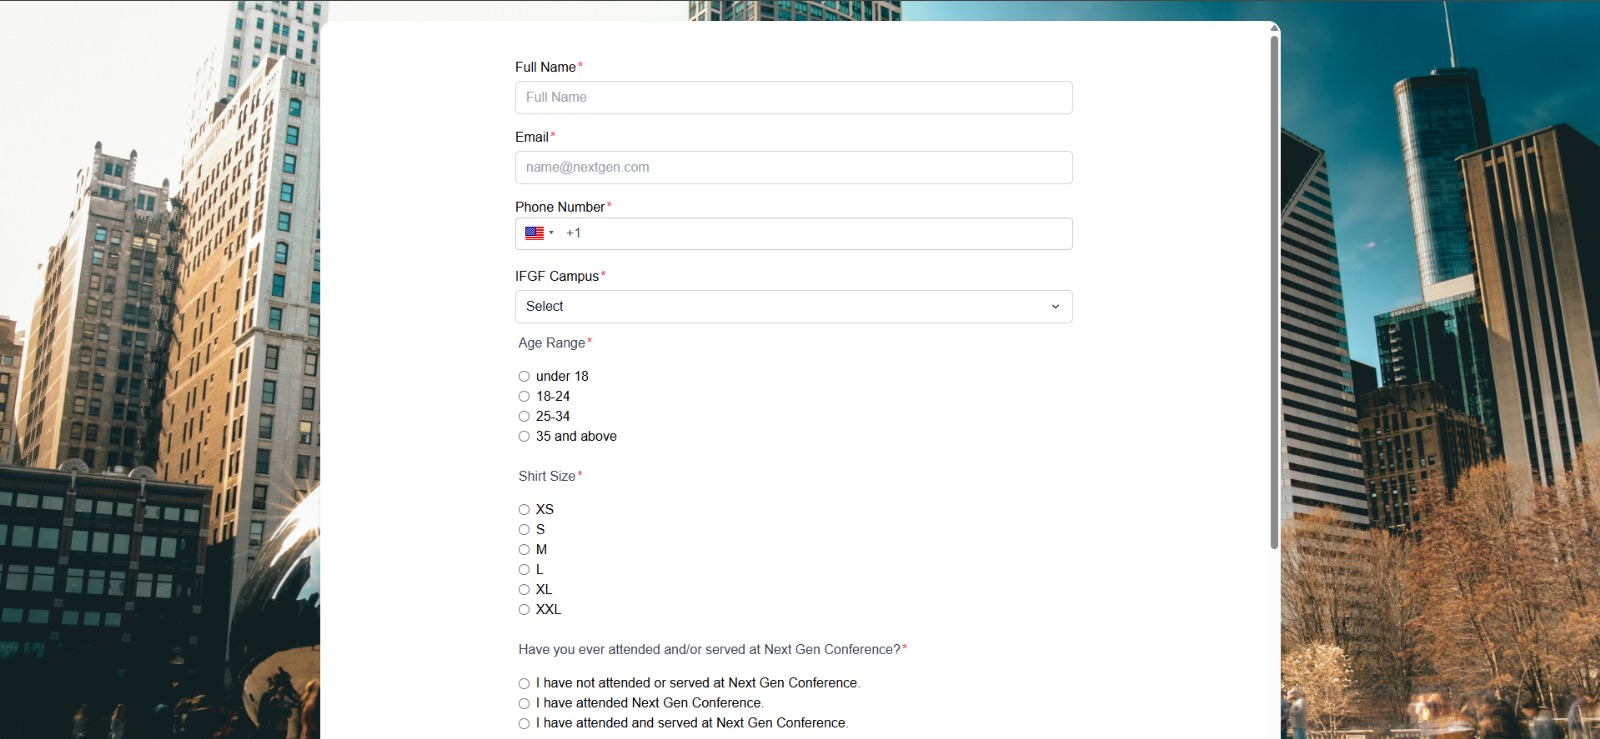 Full Name*
Full Name
Email*
name@nextgen.com
Phone Number*
+1
IFGF Campus*
Select
Age Range*
under 18
18-24
25-34
35 and above
Shirt Size*
XS
S
M
L
XL
XXL
Have you ever attended and/or served at Next Gen Conference?*
I have not attended or served at Next Gen Conference.
I have attended Next Gen Conference.
I have attended and served at Next Gen Conference.